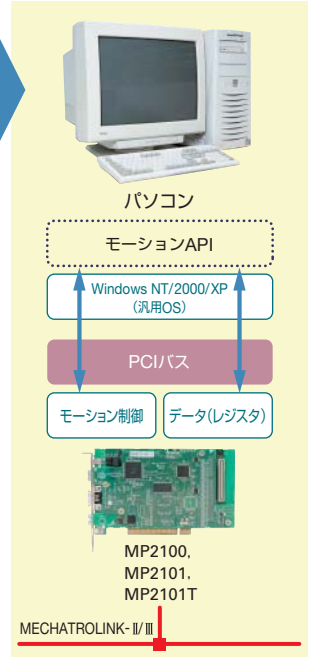 パソコン
モーションAPI
Windows NT/2000/XP
（汎用OS）
PCIバス
モーション制御
データ（レジスタ）
MP2100,
MP2101,
MP2101T
MECHATROLINK-Ⅱ/Ⅲ